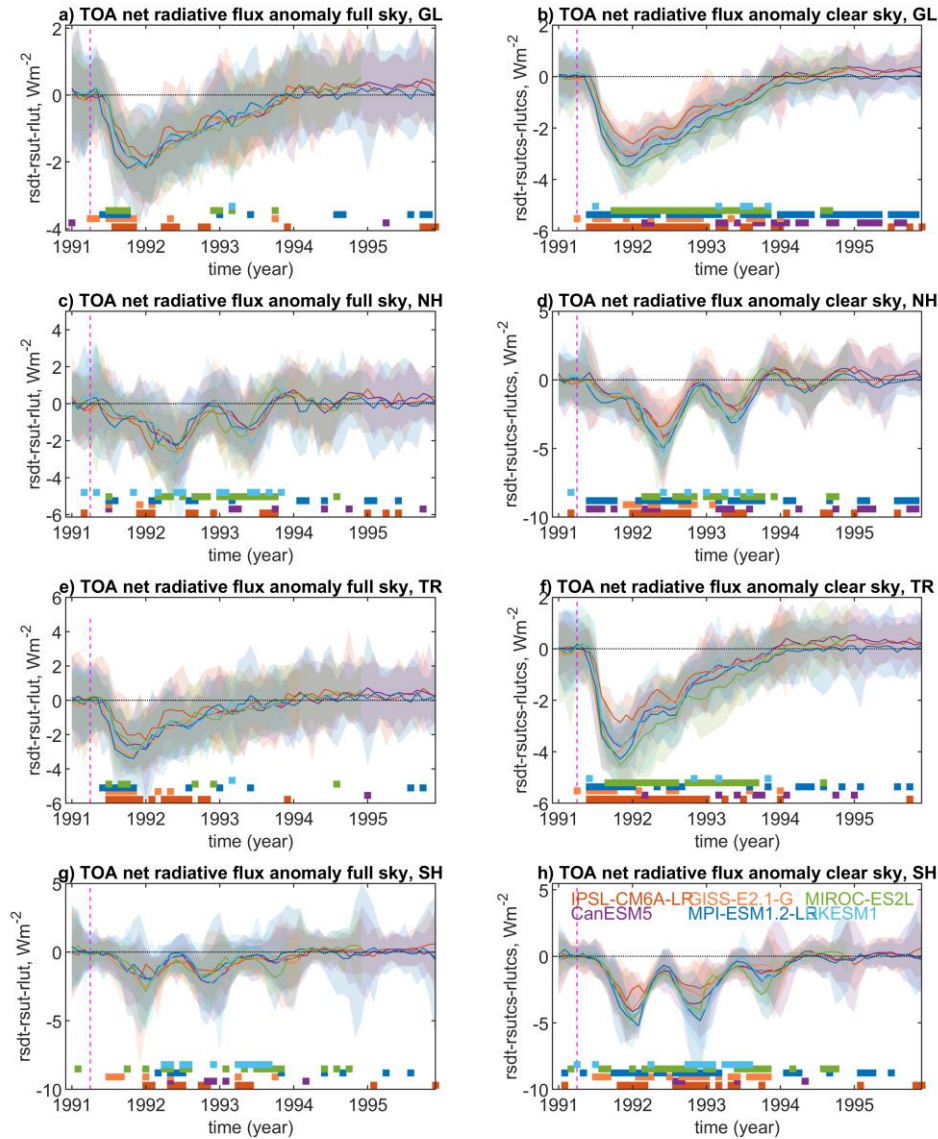 a) TOA net radiative flux anomaly full sky, GL
2
0
-2
-4
rsdt-rsut-rlut, Wm-2
1991 1992 1993 1994 1995
time (year)
b) TOA net radiative flux anomaly clear sky, GL
2
0
-2
-4
-6
rsdt-rsutcs-rlutcs, Wm-2
1991 1992 1993 1994 1995
time (year)
c) TOA net radiative flux anomaly full sky, NH
4
2
0
-2
-4
-6
rsdt-rsut-rlut, Wm-2
1991 1992 1993 1994 1995
time (year)
d) TOA net radiative flux anomaly clear sky, NH
5
0
-5
-10
rsdt-rsutcs-rlutcs, Wm-2
1991 1992 1993 1994 1995
time (year)
e) TOA net radiative flux anomaly full sky, TR
6
4
2
0
-2
-4
-6
rsdt-rsut-rlut, Wm-2
1991 1992 1993 1994 1995
time (year)
f) TOA net radiative flux anomaly clear sky, TR
2
0
-2
-4
-6
rsdt-rsutcs-rlutcs, Wm-2
1991 1992 1993 1994 1995
time (year)
g) TOA net radiative flux anomaly full sky, SH
5
0
-5
-10
rsdt-rsut-rlut, Wm-2
1991 1992 1993 1994 1995
time (year)
h) TOA net radiative flux anomaly clear sky, SH
IPSL-CM6A-LR GISS-E2.1-G MIROC-ES2L
CanESM5 MPI-ESM1.2-LR UKESM1
5
0
-5
-10
rsdt-rsutcs-rlutcs, Wm-2
1991 1992 1993 1994 1995
time (year)